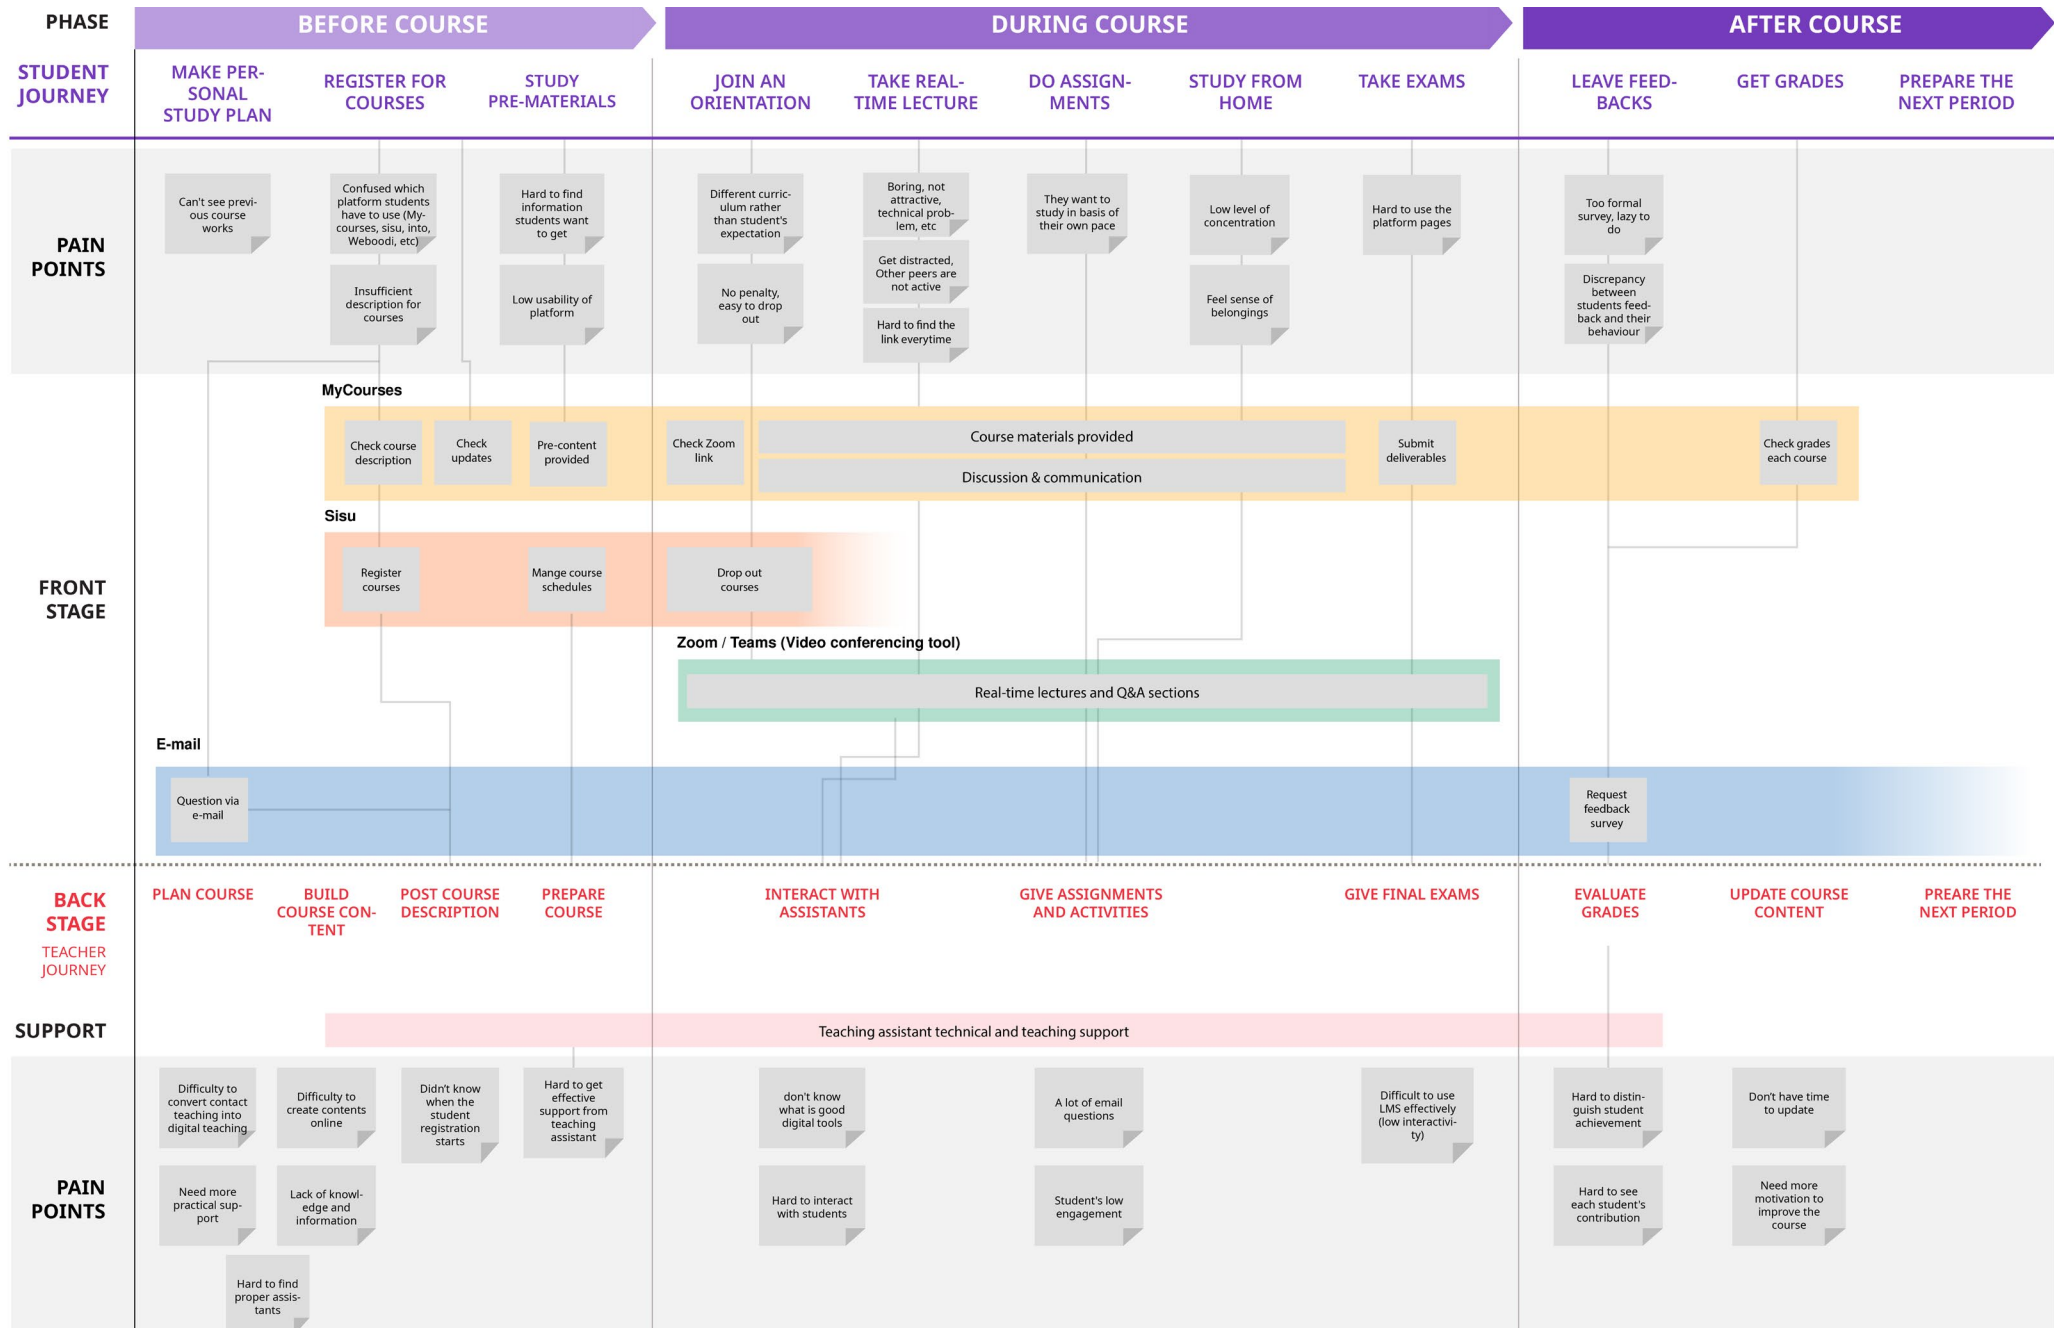 PHASE
BEFORE COURSE
DURING COURSE
AFTER COURSE
STUDENT
JOURNEY
MAKE PER-
SONAL
STUDY PLAN
REGISTER FOR
COURSES
STUDY
PRE-MATERIALS
JOIN AN
ORIENTATION
TAKE REAL-
TIME LECTURE
DO ASSIGN-
MENTS
STUDY FROM
HOME
TAKE EXAMS
LEAVE FEED-
BACKS
GET GRADES
PREPARE THE
NEXT PERIOD
PAIN
POINTS
Can't see previ-
ous course
works
Confused which
platform students
have to use (My-
courses, sisu, into,
Weboodi, etc)
Insufficient
description for
courses
Hard to find
information
students want
to get
Low usability of
platform
Different curric-
ulum rather
than student's
expectation
No penalty,
easy to drop
out
Boring, not
attractive,
technical prob-
lem, etc
Get distracted,
Other peers are
not active
Hard to find the
link everytime
They want to
study in basis of
their own pace
Low level of
concentration
Feel sense of
belongings
Hard to use the
platform pages
Too formal
survey, lazy to
do
Discrepancy
between
students feed-
back and their
behaviour
FRONT
STAGE
MyCourses
Check course
description
Check
updates
Pre-content
provided
Check Zoom
link
Course materials provided
Discussion & communication
Submit
deliverables
Check grades
each course
Sisu
Register
courses
Mange course
schedules
Drop out
courses
Zoom / Teams (Video conferencing tool)
Real-time lectures and Q&A sections
E-mail
Question via
e-mail
Request
feedback
survey
BACK
STAGE
TEACHER
JOURNEY
PLAN COURSE
BUILD
COURSE CON-
TENT
POST COURSE
DESCRIPTION
PREPARE
COURSE
INTERACT WITH
ASSISTANTS
GIVE ASSIGNMENTS
AND ACTIVITIES
GIVE FINAL EXAMS
EVALUATE
GRADES
UPDATE COURSE
CONTENT
PREARE THE
NEXT PERIOD
SUPPORT
Teaching assistant technical and teaching support
PAIN
POINTS
Difficulty to
convert contact
teaching into
digital teaching
Need more
practical sup-
port
Hard to find
proper assis-
tants
Difficulty to
create contents
online
Lack of knowl-
edge and
information
Didn't know
when the
student
registration
starts
Hard to get
effective
support from
teaching
assistant
don't know
what is good
digital tools
Hard to interact
with students
A lot of email
questions
Student's low
engagement
Difficult to use
LMS effectively
(low interactivi-
ty)
Hard to distin-
guish student
achievement
Hard to see
each student's
contribution
Don't have time
to update
Need more
motivation to
improve the
course